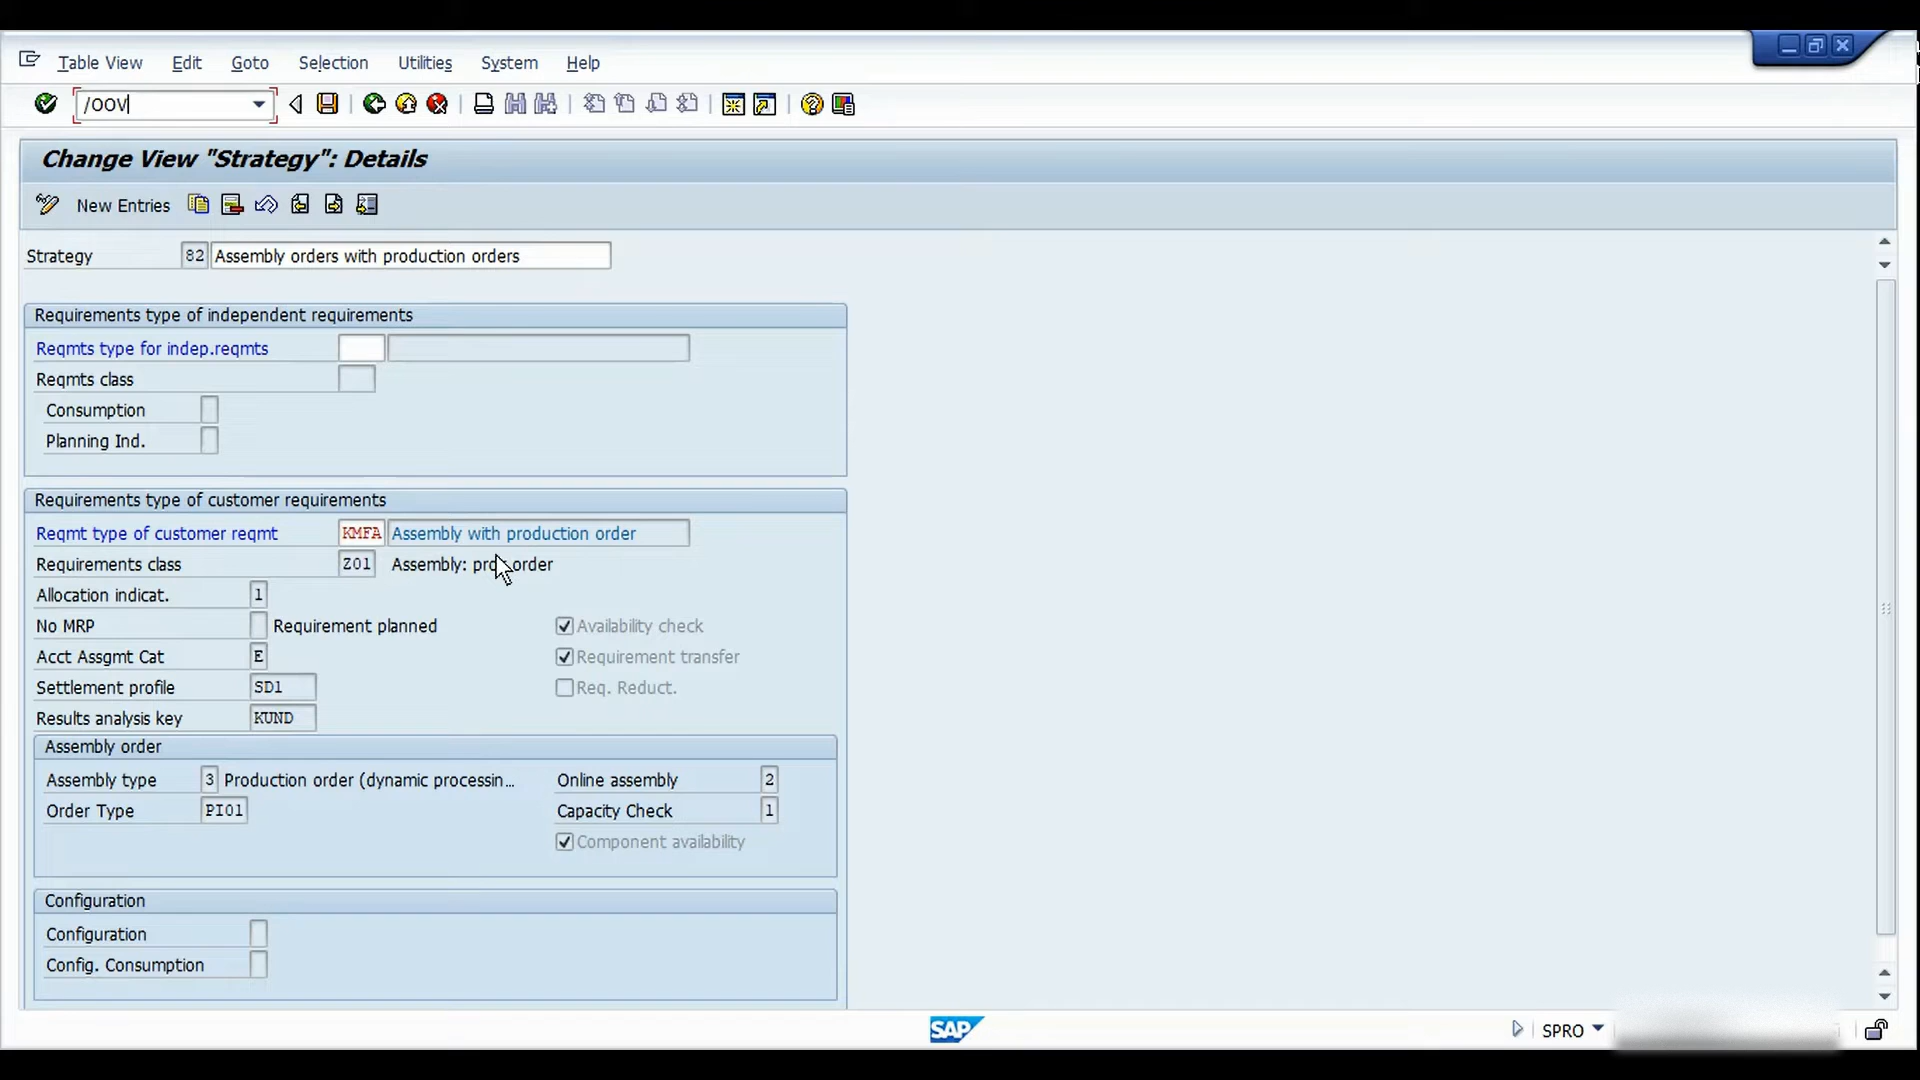 Table View Edit Goto Selection Utilities System Help
/OOV
Change View "Strategy": Details
New Entries
Strategy 82 Assembly orders with production orders
Requirements type of independent requirements
Reqmts type for indep.reqmts
Reqmts class
Consumption
Planning Ind.
Requirements type of customer requirements
Reqmt type of customer reqmt KMFA Assembly with production order
Requirements class Z01 Assembly: order
Allocation indicat. 1
No MRP Requirement planned Availability check
Acct Assgmt Cat E Requirement transfer
Settlement profile SD1 Req. Reduct.
Results analysis key KUND
Assembly order
Assembly type 3 Production order (dynamic processin... Online assembly 2
Order Type PI01 Capacity Check 1
Component availability
Configuration
Configuration
Config. Consumption
SAP SPRO